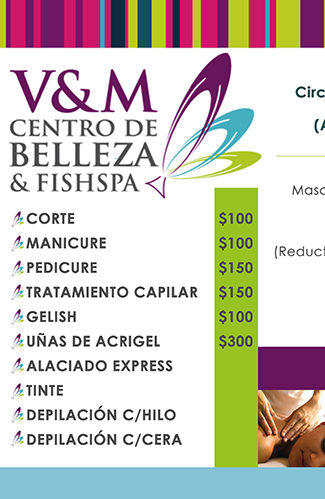 V&M
CENTRO DE
BELLEZA
& FISHSPA
CORTE $100
MANICURE $100
PEDICURE $150
TRATAMIENTO CAPILAR $150
GELISH $100
UÑAS DE ACRIGEL $300
ALACIADO EXPRESS
TINTE
DEPILACIÓN C/HILO
DEPILACIÓN C/CERA
Circ
(A
Masc
(Reduct